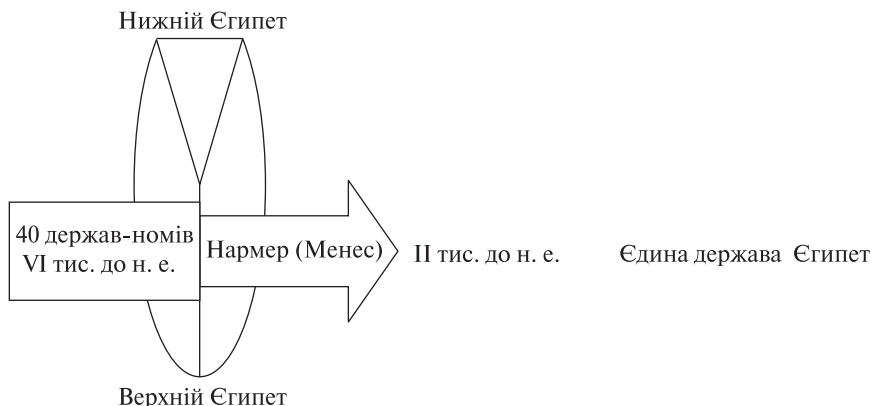 Нижній Єгипет
40 держав-номів
VI тис. до н. е.
Нармер (Менес)
II тис. до н. е.
Єдина держава Єгипет
Верхній Єгипет